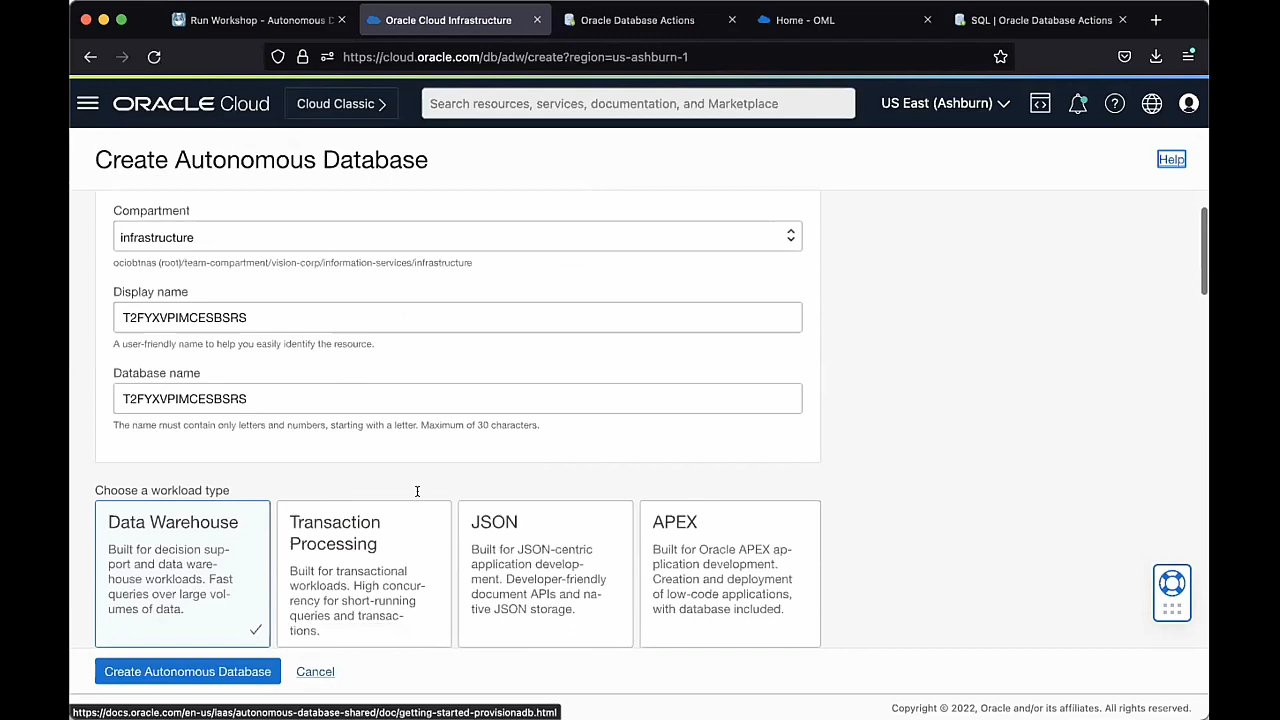 Run Workshop - Autonomous D
Oracle Cloud Infrastructure
Oracle Database Actions
Home - OML
SQL | Oracle Database Actions
https://cloud.oracle.com/db/adw/create?region=us-ashburn-1
ORACLE Cloud
Cloud Classic
Search resources, services, documentation, and Marketplace
US East (Ashburn)
Create Autonomous Database
Help
Compartment
infrastructure
ociobtnas (root)/team-compartment/vision-corp/information-services/infrastructure
Display name
T2FYXVPIMCESBSRS
A user-friendly name to help you easily identify the resource.
Database name
T2FYXVPIMCESBSRS
The name must contain only letters and numbers, starting with a letter. Maximum of 30 characters.
Choose a workload type
Data Warehouse
Built for decision sup-
port and data ware-
house workloads. Fast
queries over large vol-
umes of data.
Transaction
Processing
Built for transactional
workloads. High concur-
rency for short-running
queries and transac-
tions.
JSON
Built for JSON-centric
application develop-
ment. Developer-friendly
document APIs and na-
tive JSON storage.
APEX
Built for Oracle APEX ap-
plication development.
Creation and deployment
of low-code applications,
with database included.
Create Autonomous Database
Cancel
https://docs.oracle.com/en-us/iaas/autonomous-database-shared/doc/getting-started-provisionadb.html
Copyright © 2022, Oracle and/or its affiliates. All rights reserved.